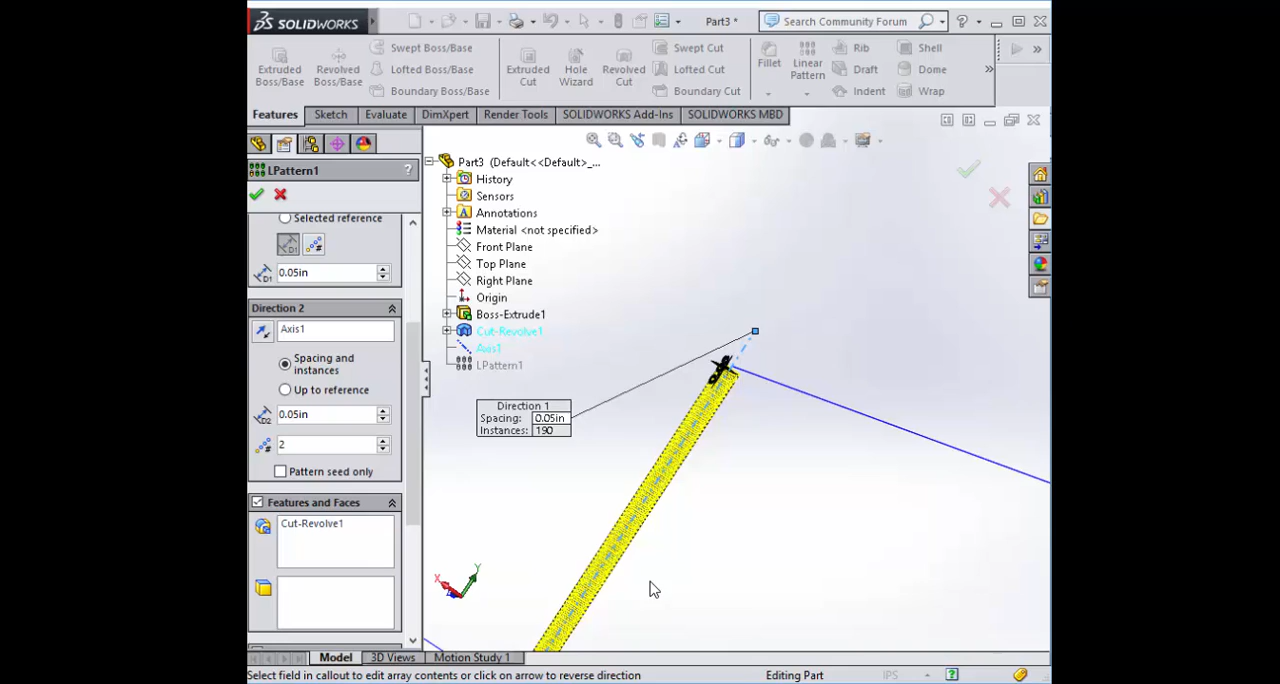 SOLIDWORKS
Part3 *
Search Community Forum
?
Extruded Boss/Base
Revolved Boss/Base
Swept Boss/Base
Lofted Boss/Base
Boundary Boss/Base
Extruded Cut
Hole Wizard
Revolved Cut
Swept Cut
Lofted Cut
Boundary Cut
Fillet
Linear Pattern
Rib
Draft
Indent
Shell
Dome
Wrap
Features
Sketch
Evaluate
DimXpert
Render Tools
SOLIDWORKS Add-Ins
SOLIDWORKS MBD
LPattern1
?
Selected reference
0.05in
Direction 2
Axis1
Spacing and instances
Up to reference
0.05in
2
Pattern seed only
Features and Faces
Cut-Revolve1
Part3 (Default<<Default>_...
History
Sensors
Annotations
Material <not specified>
Front Plane
Top Plane
Right Plane
Origin
Boss-Extrude1
Cut-Revolve1
Axis1
LPattern1
Direction 1
Spacing: 0.05in
Instances: 190
X
Y
Model
3D Views
Motion Study 1
Select field in callout to edit array contents or click on arrow to reverse direction
Editing Part
IPS
?